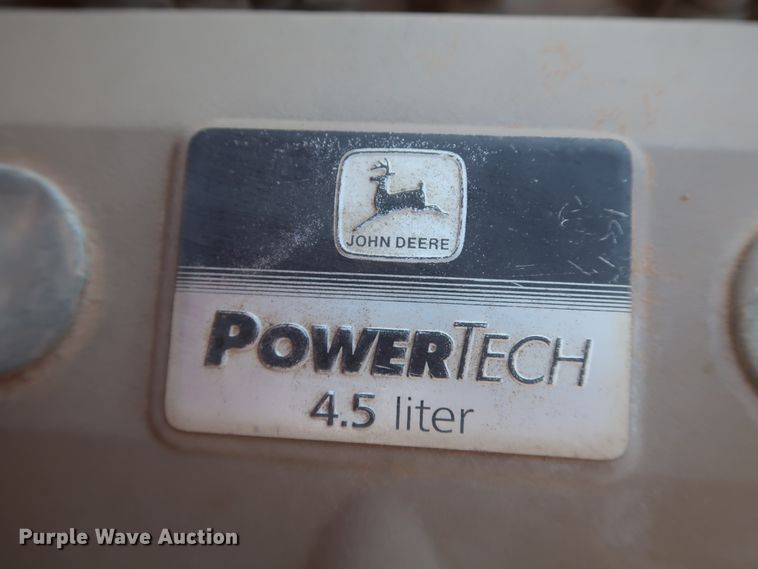 JOHN DEERE
POWERTECH
4.5 liter
Purple Wave Auction